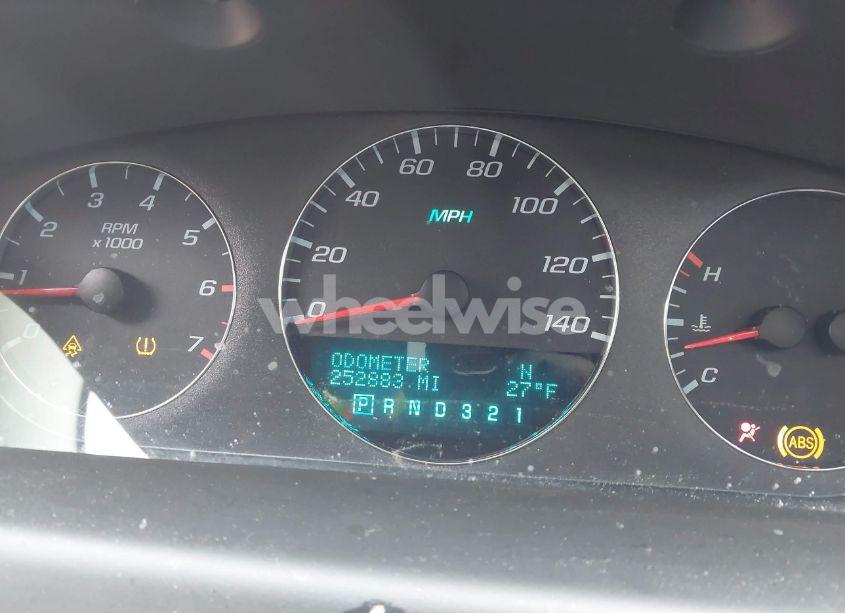 0
1
2
3
4
5
6
7
RPM
x 1000
0
20
40
60
80
100
120
140
MPH
wheelwise
ODOMETER
N
252883 MI
27°F
P R N D 3 2 1
H
C
ABS